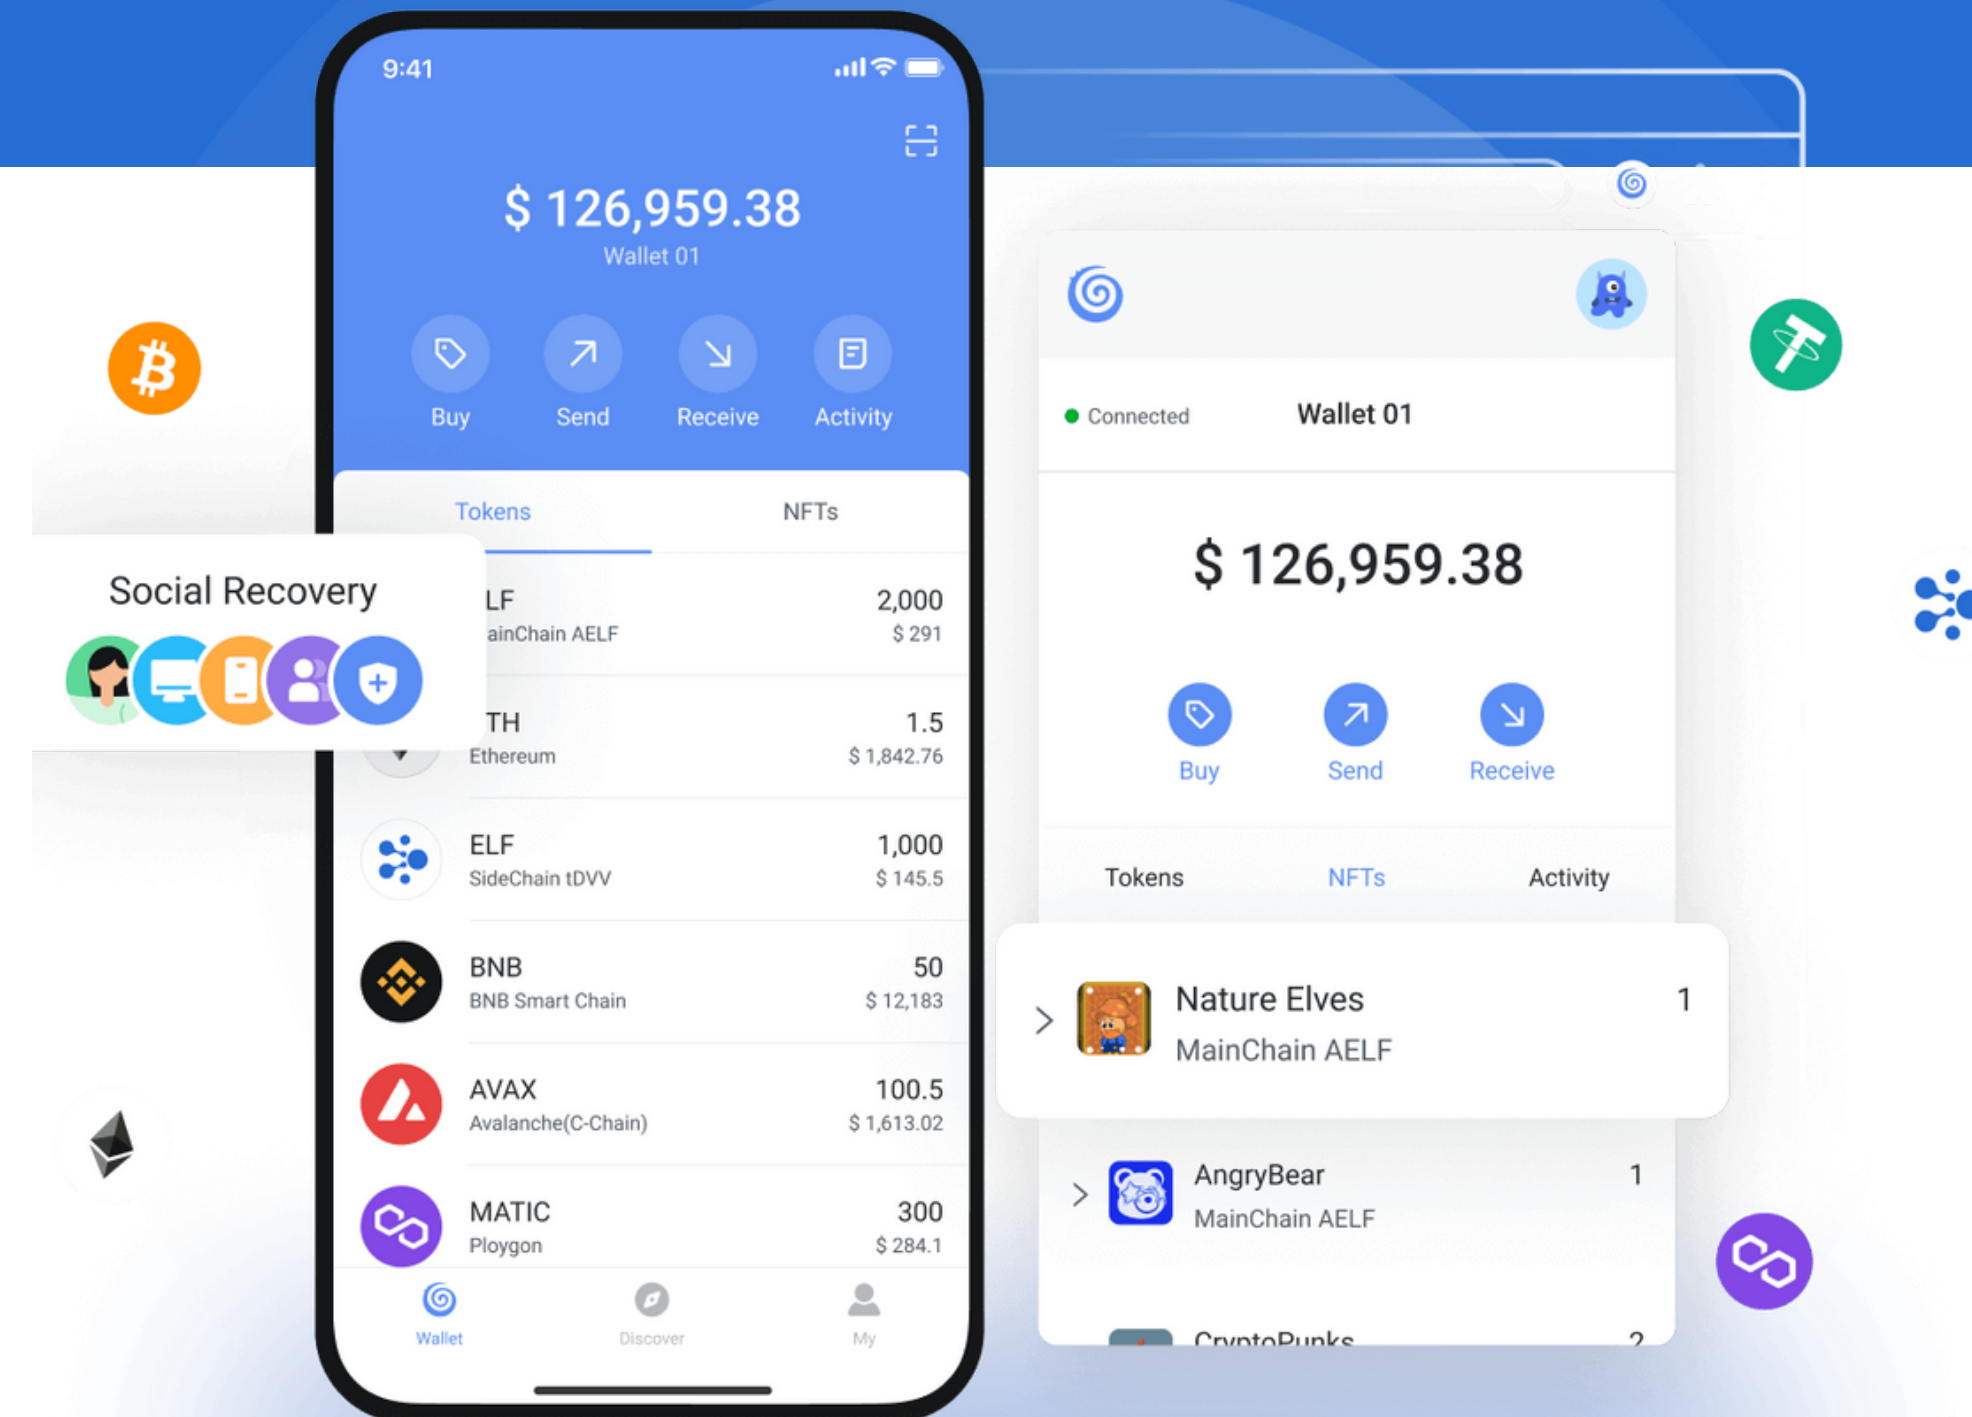 9:41
$ 126,959.38
Wallet 01
Buy
Send
Receive
Activity
Tokens
NFTs
Social Recovery
LF
2,000
ainChain AELF
$ 291
TH
1.5
Ethereum
$ 1,842.76
ELF
1,000
SideChain tDVV
$ 145.5
BNB
50
BNB Smart Chain
$ 12,183
AVAX
100.5
Avalanche(C-Chain)
$ 1,613.02
MATIC
300
Ploygon
$ 284.1
Wallet
Discover
My
Connected
Wallet 01
$ 126,959.38
Buy
Send
Receive
Tokens
NFTs
Activity
Nature Elves
1
MainChain AELF
AngryBear
1
MainChain AELF
CryptoPunks
2